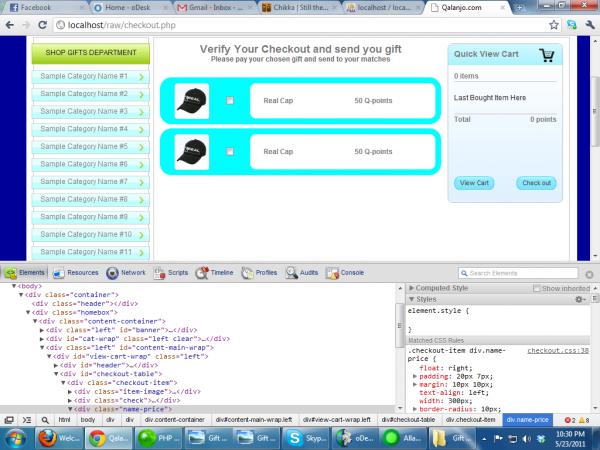 Facebook
Home - oDesk
Gmail - Inbox - 
Chikka | Still the
localhost / loca
Qalanjo.com
localhost/raw/checkout.php
SHOP GIFTS DEPARTMENT
Sample Category Name #1
Sample Category Name #2
Sample Category Name #3
Sample Category Name #4
Sample Category Name #5
Sample Category Name #6
Sample Category Name #7
Sample Category Name #8
Sample Category Name #9
Sample Category Name #10
Sample Category Name #11
Verify Your Checkout and send you gift
Please pay your chosen gift and send to your matches
Real Cap 50 Q-points
Real Cap 50 Q-points
Quick View Cart
0 items
Last Bought Item Here
Total 0 points
View Cart Check out
Elements Resources Network Scripts Timeline Profiles Audits Console Search Elements
<body>
<div class="container">
<div class="header"></div>
<div class="homebox">
<div class="content-container">
<div class="cat-wrap" class="left clear">…</div>
<div class="left" id="banner">…</div>
<div class="left" id="content-main-wrap">
<div id="view-cart-wrap" class="left">
<div id="header">…</div>
<div id="checkout-table">
<div class="checkout-item">
<div class="item-image">…</div>
<div class="check">…</div>
<div class="name-price">
Computed Style Show inherited
Styles
element.style {
}
Matched CSS Rules
.checkout-item div.name-price { checkout.css:38
float: right;
padding: 20px 7px;
margin: 10px 10px;
text-align: left;
width: 300px;
border-radius: 10px;
html body div div div.content-container div#content-main-wrap.left div#view-cart-wrap.left div#checkout-table div.checkout-item div.name-price 2 8
Welc... Qala... PHP ... Gift ... Gift ... Skyp... oDe... Alla... Gift ...
10:30 PM
5/23/2011